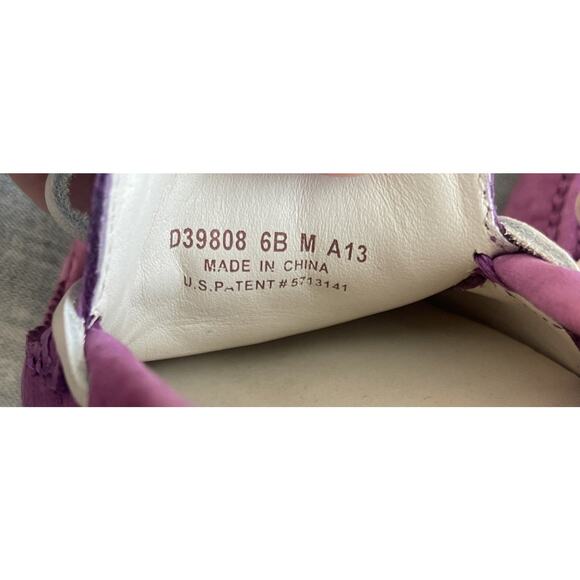 D39808 6B M A13
MADE IN CHINA
U.S.PATENT#5713141